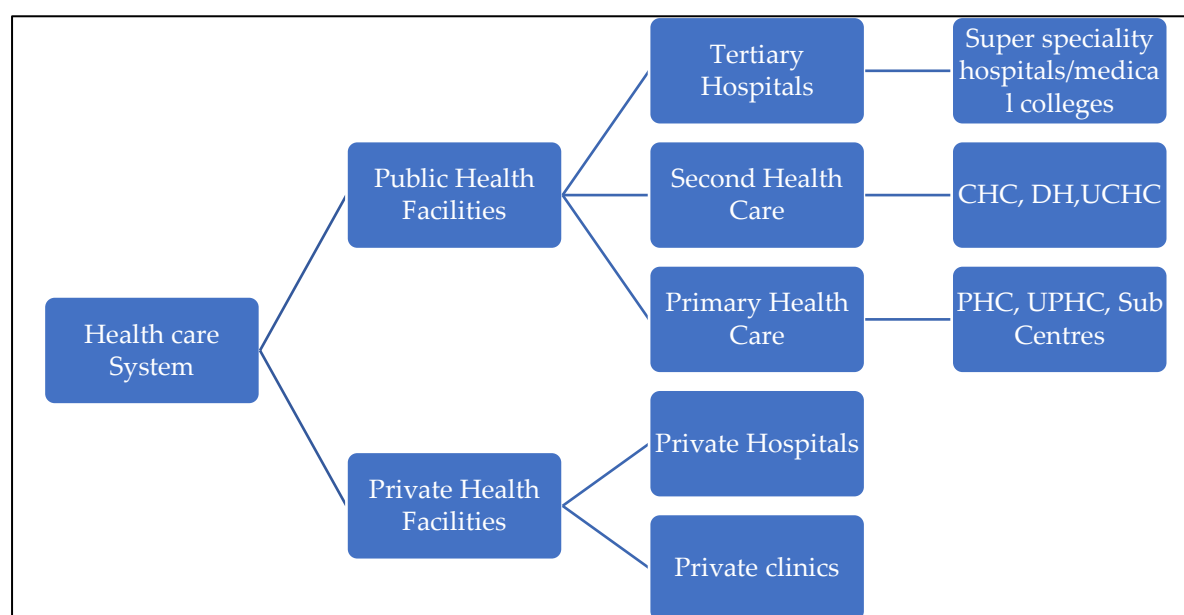 Tertiary
Hospitals
Super speciality
hospitals/medica
l colleges
Public Health
Facilities
Second Health
Care
CHC, DH,UCHC
Primary Health
Care
PHC, UPHC, Sub
Centres
Health care
System
Private Hospitals
Private Health
Facilities
Private clinics